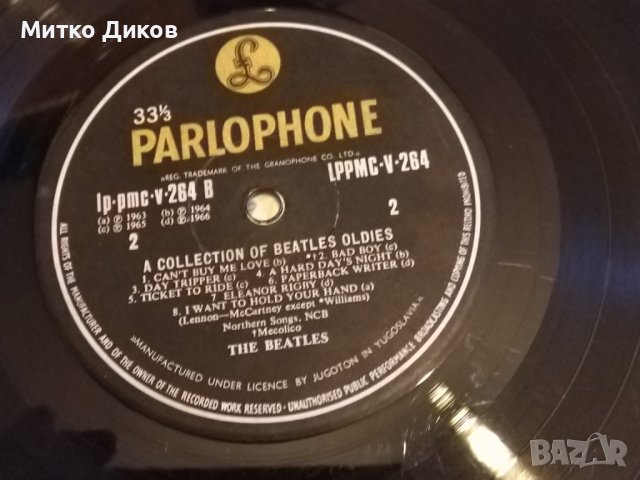 Митко Диков
£
33⅓
PARLOPHONE
»REG. TRADEMARK OF THE GRAMOPHONE CO. LTD.«
lp-pmc-v-264 B
LPPMC-V-264
(a) Ⓟ 1963 (b) Ⓟ 1964
(c) Ⓟ 1965 (d) Ⓟ 1966
2
2
A COLLECTION OF BEATLES OLDIES
1. CAN'T BUY ME LOVE (b) *†2. BAD BOY (c)
3. DAY TRIPPER (c) 4. A HARD DAY'S NIGHT (b)
5. TICKET TO RIDE (c) 6. PAPERBACK WRITER (d)
7. ELEANOR RIGBY (d)
8. I WANT TO HOLD YOUR HAND (a)
(Lennon—McCartney except *Williams)
Northern Songs, NCB
†Mecolico
THE BEATLES
»MANUFACTURED UNDER LICENCE BY JUGOTON IN YUGOSLAVIA«
ALL RIGHTS OF THE MANUFACTURER AND OF THE OWNER OF THE RECORDED WORK RESERVED - UNAUTHORISED PUBLIC PERFORMANCE BROADCASTING AND COPYING OF THIS RECORD PROHIBITED
BAZAR